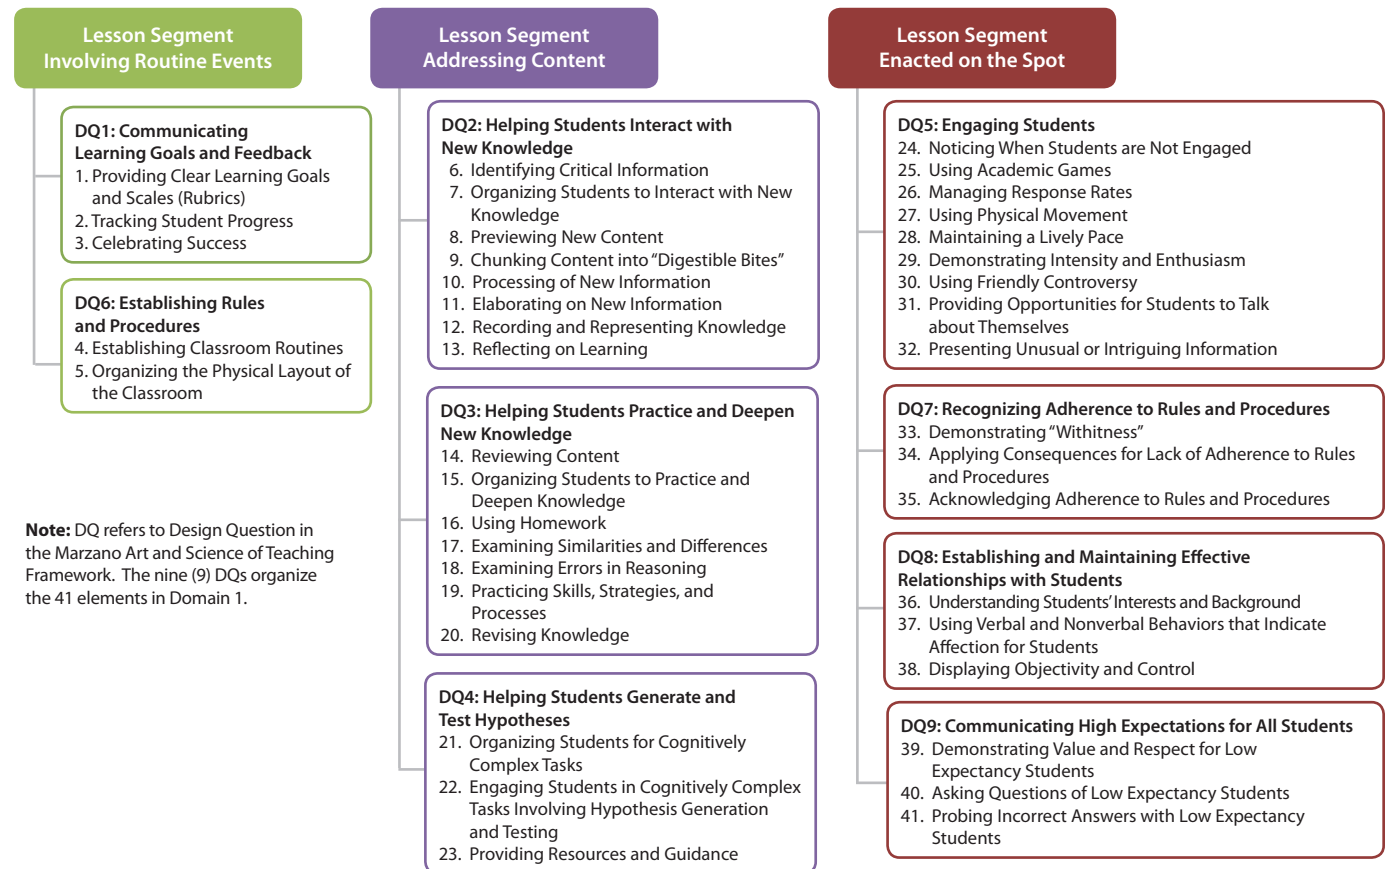 Lesson Segment
Involving Routine Events
DQ1: Communicating
Learning Goals and Feedback
1. Providing Clear Learning Goals
and Scales (Rubrics)
2. Tracking Student Progress
3. Celebrating Success
DQ6: Establishing Rules
and Procedures
4. Establishing Classroom Routines
5. Organizing the Physical Layout of
the Classroom
Note: DQ refers to Design Question in
the Marzano Art and Science of Teaching
Framework. The nine (9) DQs organize
the 41 elements in Domain 1.
Lesson Segment
Addressing Content
DQ2: Helping Students Interact with
New Knowledge
6. Identifying Critical Information
7. Organizing Students to Interact with New
Knowledge
8. Previewing New Content
9. Chunking Content into “Digestible Bites”
10. Processing of New Information
11. Elaborating on New Information
12. Recording and Representing Knowledge
13. Reflecting on Learning
DQ3: Helping Students Practice and Deepen
New Knowledge
14. Reviewing Content
15. Organizing Students to Practice and
Deepen Knowledge
16. Using Homework
17. Examining Similarities and Differences
18. Examining Errors in Reasoning
19. Practicing Skills, Strategies, and
Processes
20. Revising Knowledge
DQ4: Helping Students Generate and
Test Hypotheses
21. Organizing Students for Cognitively
Complex Tasks
22. Engaging Students in Cognitively Complex
Tasks Involving Hypothesis Generation
and Testing
23. Providing Resources and Guidance
Lesson Segment
Enacted on the Spot
DQ5: Engaging Students
24. Noticing When Students are Not Engaged
25. Using Academic Games
26. Managing Response Rates
27. Using Physical Movement
28. Maintaining a Lively Pace
29. Demonstrating Intensity and Enthusiasm
30. Using Friendly Controversy
31. Providing Opportunities for Students to Talk
about Themselves
32. Presenting Unusual or Intriguing Information
DQ7: Recognizing Adherence to Rules and Procedures
33. Demonstrating “Withitness”
34. Applying Consequences for Lack of Adherence to Rules
and Procedures
35. Acknowledging Adherence to Rules and Procedures
DQ8: Establishing and Maintaining Effective
Relationships with Students
36. Understanding Students’ Interests and Background
37. Using Verbal and Nonverbal Behaviors that Indicate
Affection for Students
38. Displaying Objectivity and Control
DQ9: Communicating High Expectations for All Students
39. Demonstrating Value and Respect for Low
Expectancy Students
40. Asking Questions of Low Expectancy Students
41. Probing Incorrect Answers with Low Expectancy
Students